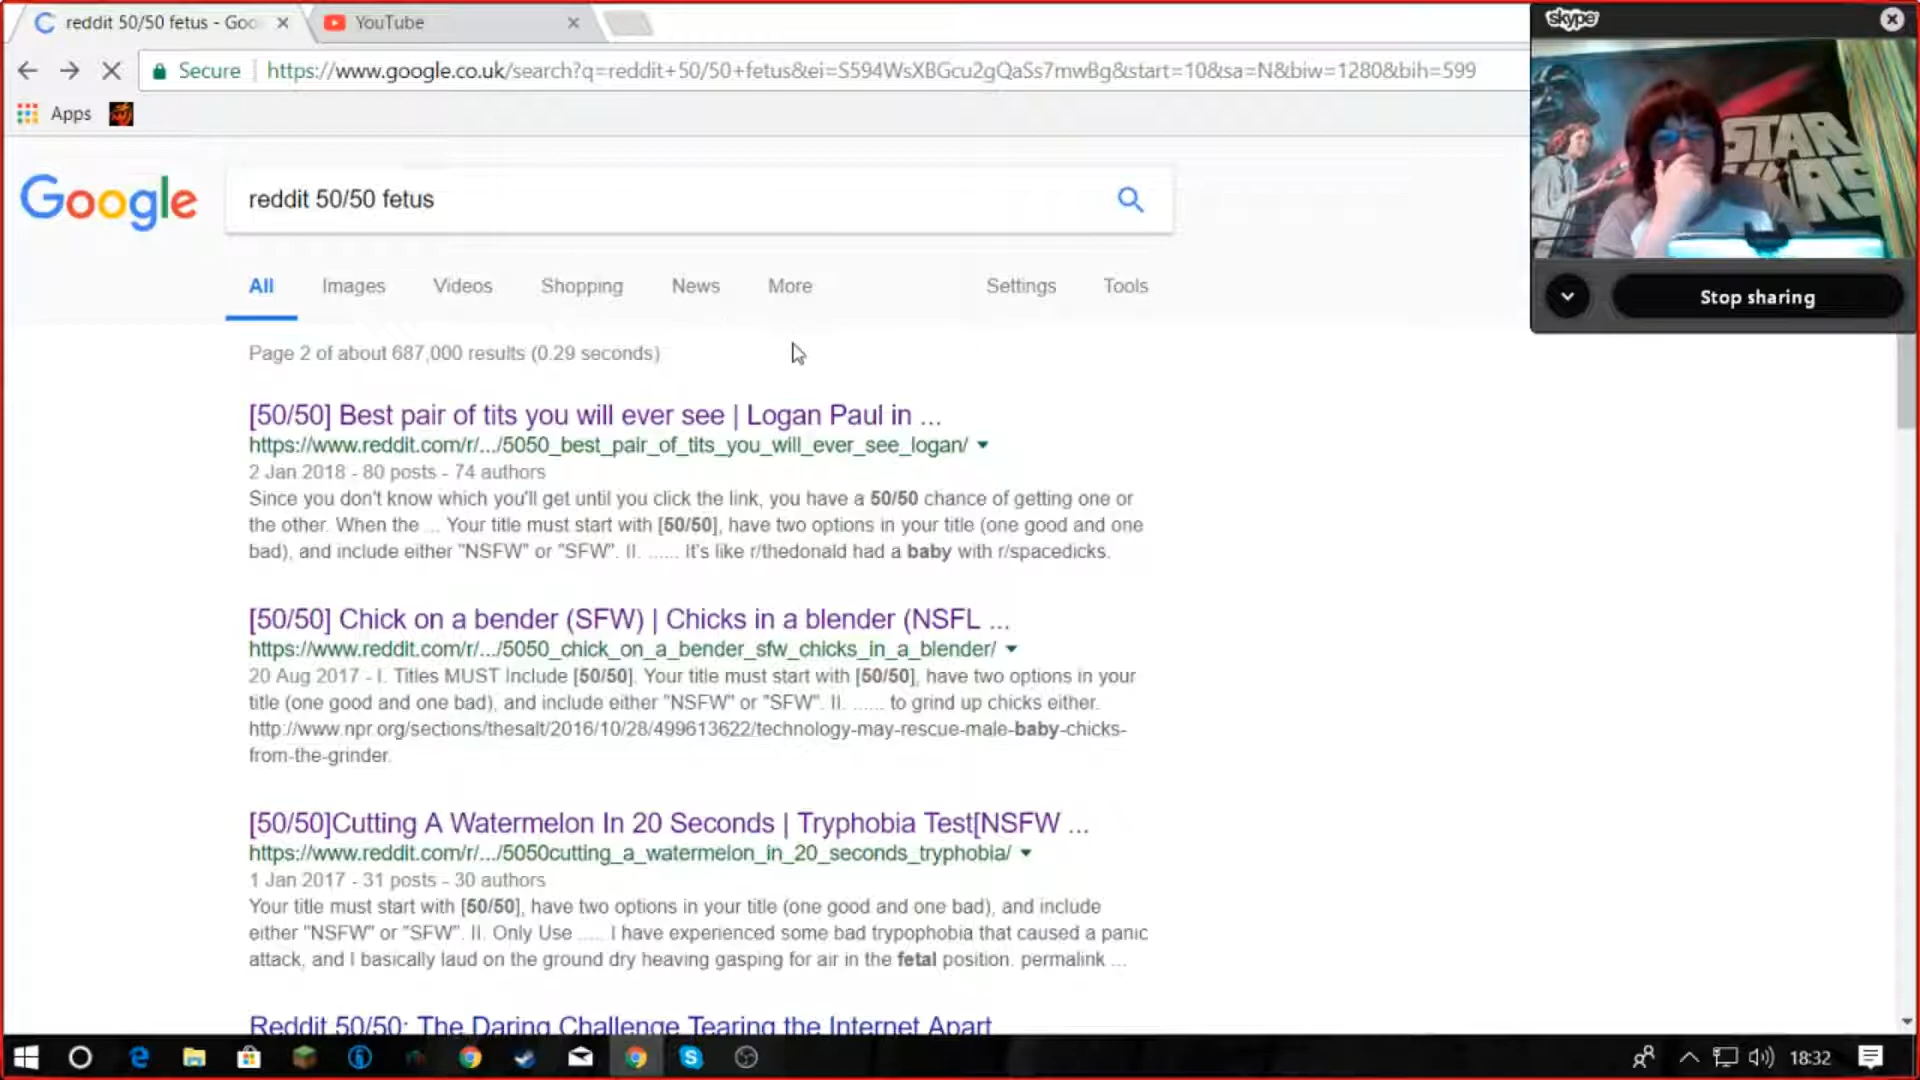 reddit 50/50 fetus - Goo
YouTube
skype
Secure
https://www.google.co.uk/search?q=reddit+50/50+fetus&ei=S594WsXBGcu2gQaSs7mwBg&start=10&sa=N&biw=1280&bih=599
Apps
STAR
WARS
Google
reddit 50/50 fetus
All
Images
Videos
Shopping
News
More
Settings
Tools
Stop sharing
Page 2 of about 687,000 results (0.29 seconds)
[50/50] Best pair of tits you will ever see | Logan Paul in ...
https://www.reddit.com/r/.../5050_best_pair_of_tits_you_will_ever_see_logan/
2 Jan 2018 - 80 posts - 74 authors
Since you don't know which you'll get until you click the link, you have a 50/50 chance of getting one or
the other. When the ... Your title must start with [50/50], have two options in your title (one good and one
bad), and include either "NSFW" or "SFW". II. ...... It's like r/thedonald had a baby with r/spacedicks.
[50/50] Chick on a bender (SFW) | Chicks in a blender (NSFL ...
https://www.reddit.com/r/.../5050_chick_on_a_bender_sfw_chicks_in_a_blender/
20 Aug 2017 - I. Titles MUST Include [50/50]. Your title must start with [50/50], have two options in your
title (one good and one bad), and include either "NSFW" or "SFW". II. ...... to grind up chicks either.
http://www.npr.org/sections/thesalt/2016/10/28/499613622/technology-may-rescue-male-baby-chicks-
from-the-grinder.
[50/50]Cutting A Watermelon In 20 Seconds | Tryphobia Test[NSFW ...
https://www.reddit.com/r/.../5050cutting_a_watermelon_in_20_seconds_tryphobia/
1 Jan 2017 - 31 posts - 30 authors
Your title must start with [50/50], have two options in your title (one good and one bad), and include
either "NSFW" or "SFW". II. Only Use ..... I have experienced some bad trypophobia that caused a panic
attack, and I basically laud on the ground dry heaving gasping for air in the fetal position. permalink ...
Reddit 50/50: The Daring Challenge Tearing the Internet Apart
18:32